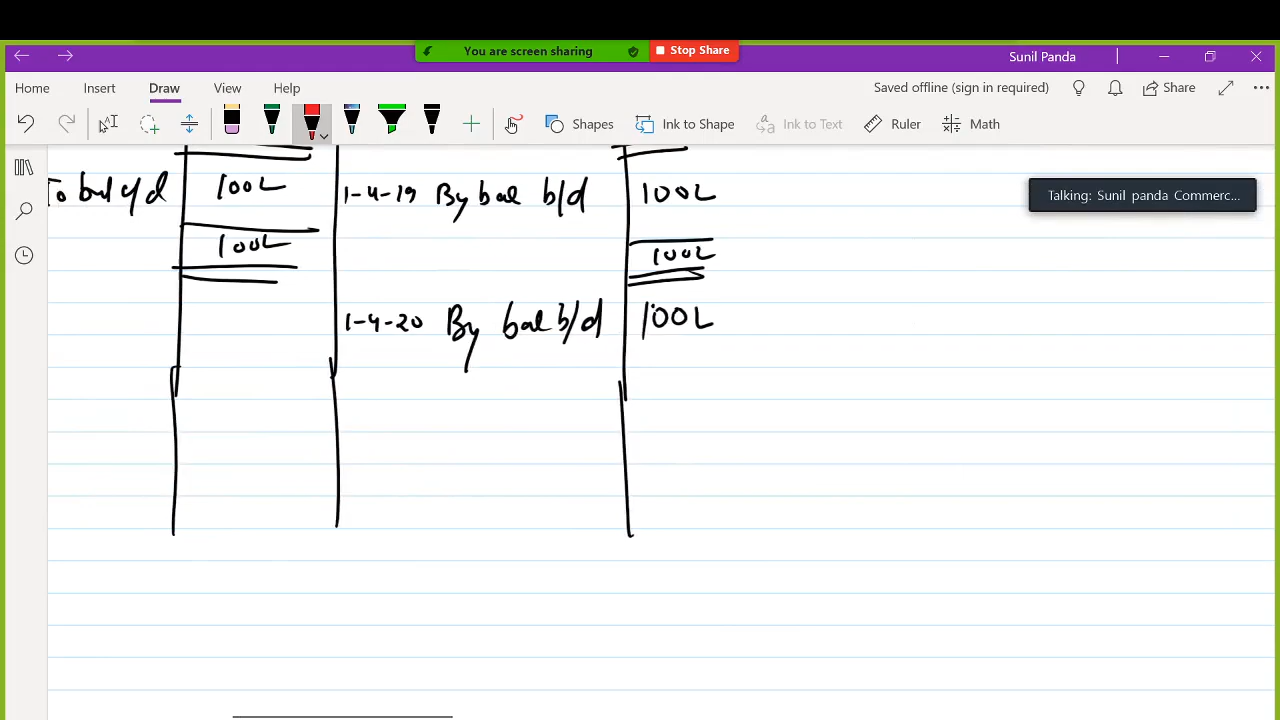 You are screen sharing
Stop Share
Sunil Panda
Home Insert Draw View Help
Saved offline (sign in required)
Share
Shapes
Ink to Shape
Ink to Text
Ruler
Math
Talking: Sunil panda Commerc...
To bal c/d 100L 1-4-19 By bal b/d 100L
100L 100L
1-4-20 By bal b/d 100L